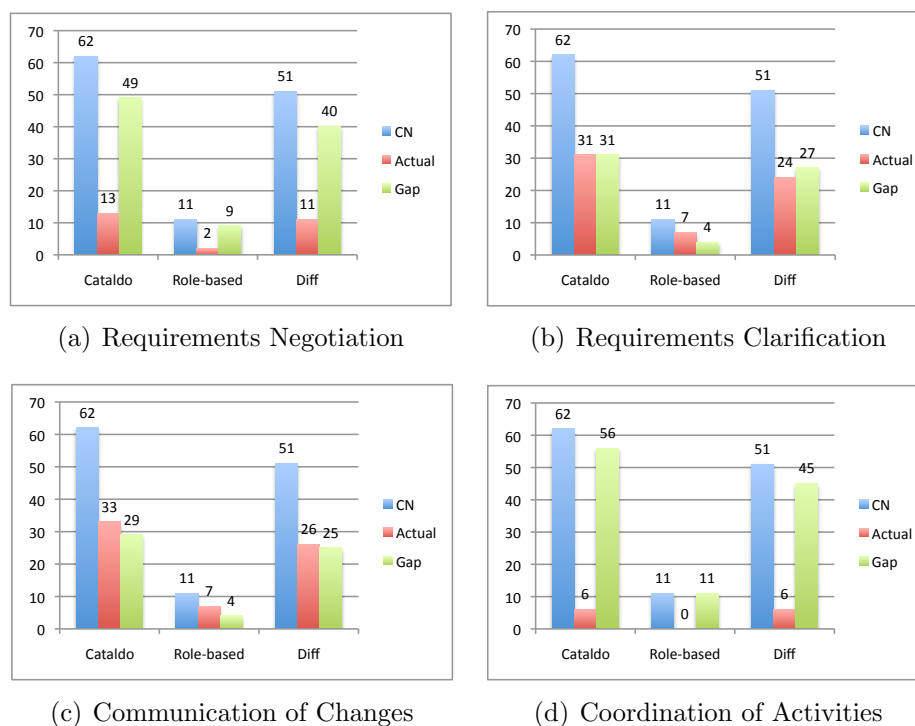 70
60
50
40
30
20
10
0
62
13
49
11
2
9
51
11
40
Cataldo
Role-based
Diff
CN
Actual
Gap
(a) Requirements Negotiation
70
60
50
40
30
20
10
0
62
31
31
11
7
4
51
24
27
Cataldo
Role-based
Diff
CN
Actual
Gap
(b) Requirements Clarification
70
60
50
40
30
20
10
0
62
33
29
11
7
4
51
26
25
Cataldo
Role-based
Diff
CN
Actual
Gap
(c) Communication of Changes
70
60
50
40
30
20
10
0
62
6
56
11
0
11
51
6
45
Cataldo
Role-based
Diff
CN
Actual
Gap
(d) Coordination of Activities